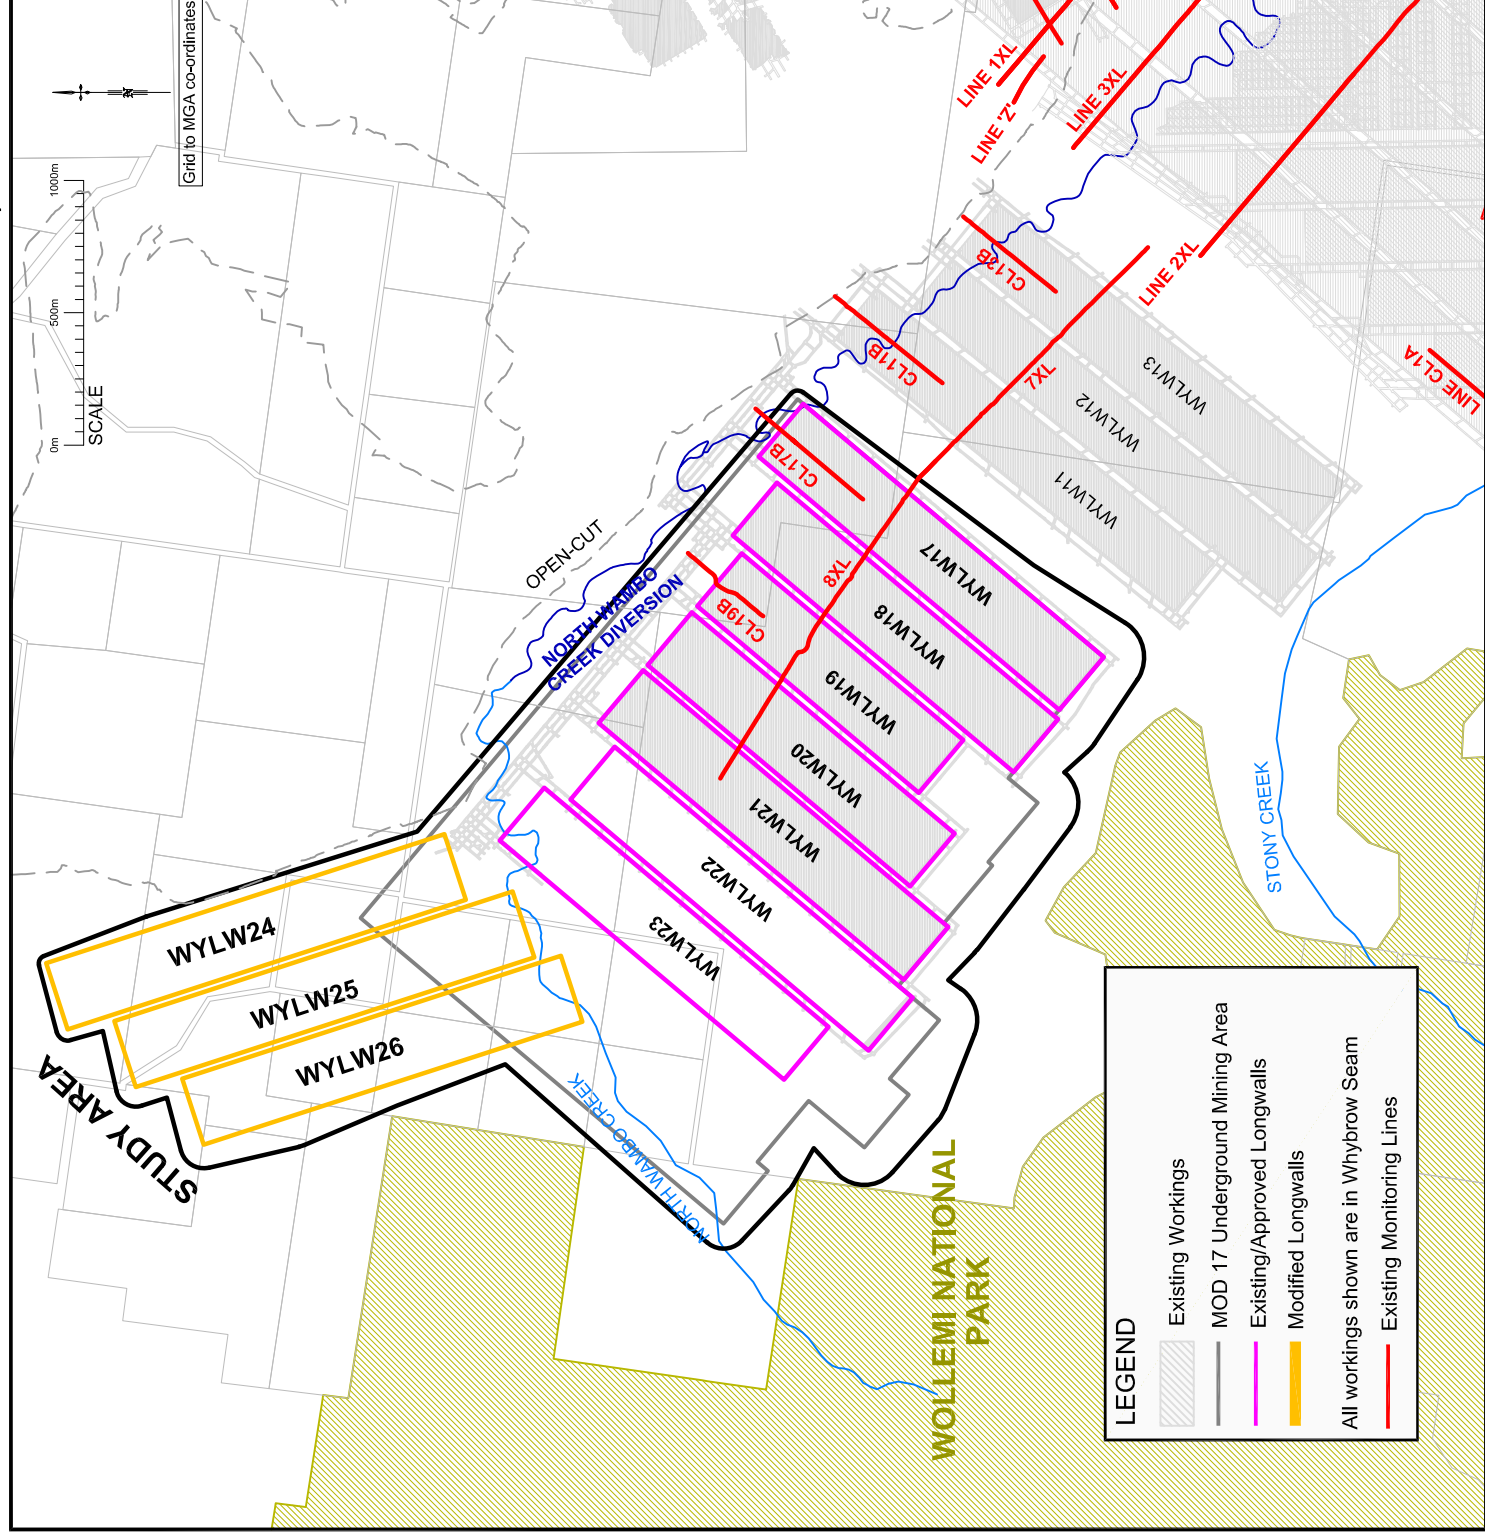 Grid to MGA co-ordinates
0m
500m
1000m
SCALE
LINE 1XL
LINE 'Z'
LINE 3XL
LINE 2XL
CL13B
CL11B
7XL
LINE CL1A
WYLW13
WYLW12
WYLW11
OPEN-CUT
NORTH WAMBO
CREEK DIVERSION
CL17B
CL19B
8XL
WYLW17
WYLW18
WYLW19
WYLW20
WYLW21
WYLW22
WYLW23
WYLW24
WYLW25
WYLW26
STUDY AREA
NORTH WAMBO CREEK
STONY CREEK
WOLLEMI NATIONAL
PARK
LEGEND
Existing Workings
MOD 17 Underground Mining Area
Existing/Approved Longwalls
Modified Longwalls
All workings shown are in Whybrow Seam
Existing Monitoring Lines